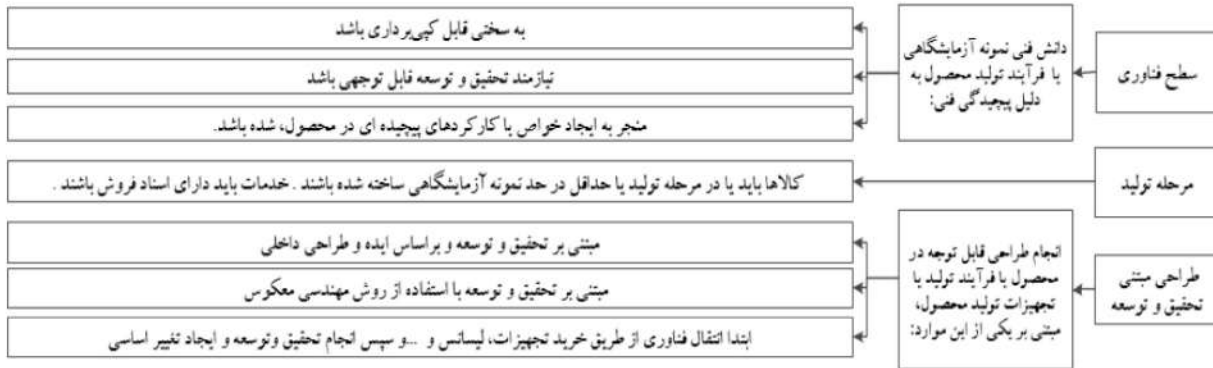 سطح فناوری
دانش فنی نمونه آزمایشگاهی
یا فرآیند تولید محصول به
دلیل پیچیدگی فنی:
به سختی قابل کپی‌برداری باشد
نیازمند تحقیق و توسعه قابل توجهی باشد
منجر به ایجاد خواص یا کارکردهای پیچیده ای در محصول، شده باشد.
مرحله تولید
کالاها باید یا در مرحله تولید یا حداقل در حد نمونه آزمایشگاهی ساخته شده باشند . خدمات باید دارای اسناد فروش باشند .
طراحی مبتنی
تحقیق و توسعه
انجام طراحی قابل توجه در
محصول یا فرآیند تولید یا
تجهیزات تولید محصول،
مبتنی بر یکی از این موارد:
مبتنی بر تحقیق و توسعه و براساس ایده و طراحی داخلی
مبتنی بر تحقیق و توسعه با استفاده از روش مهندسی معکوس
ابتدا انتقال فناوری از طریق خرید تجهیزات، لیسانس و ...و سپس انجام تحقیق وتوسعه و ایجاد تغییر اساسی